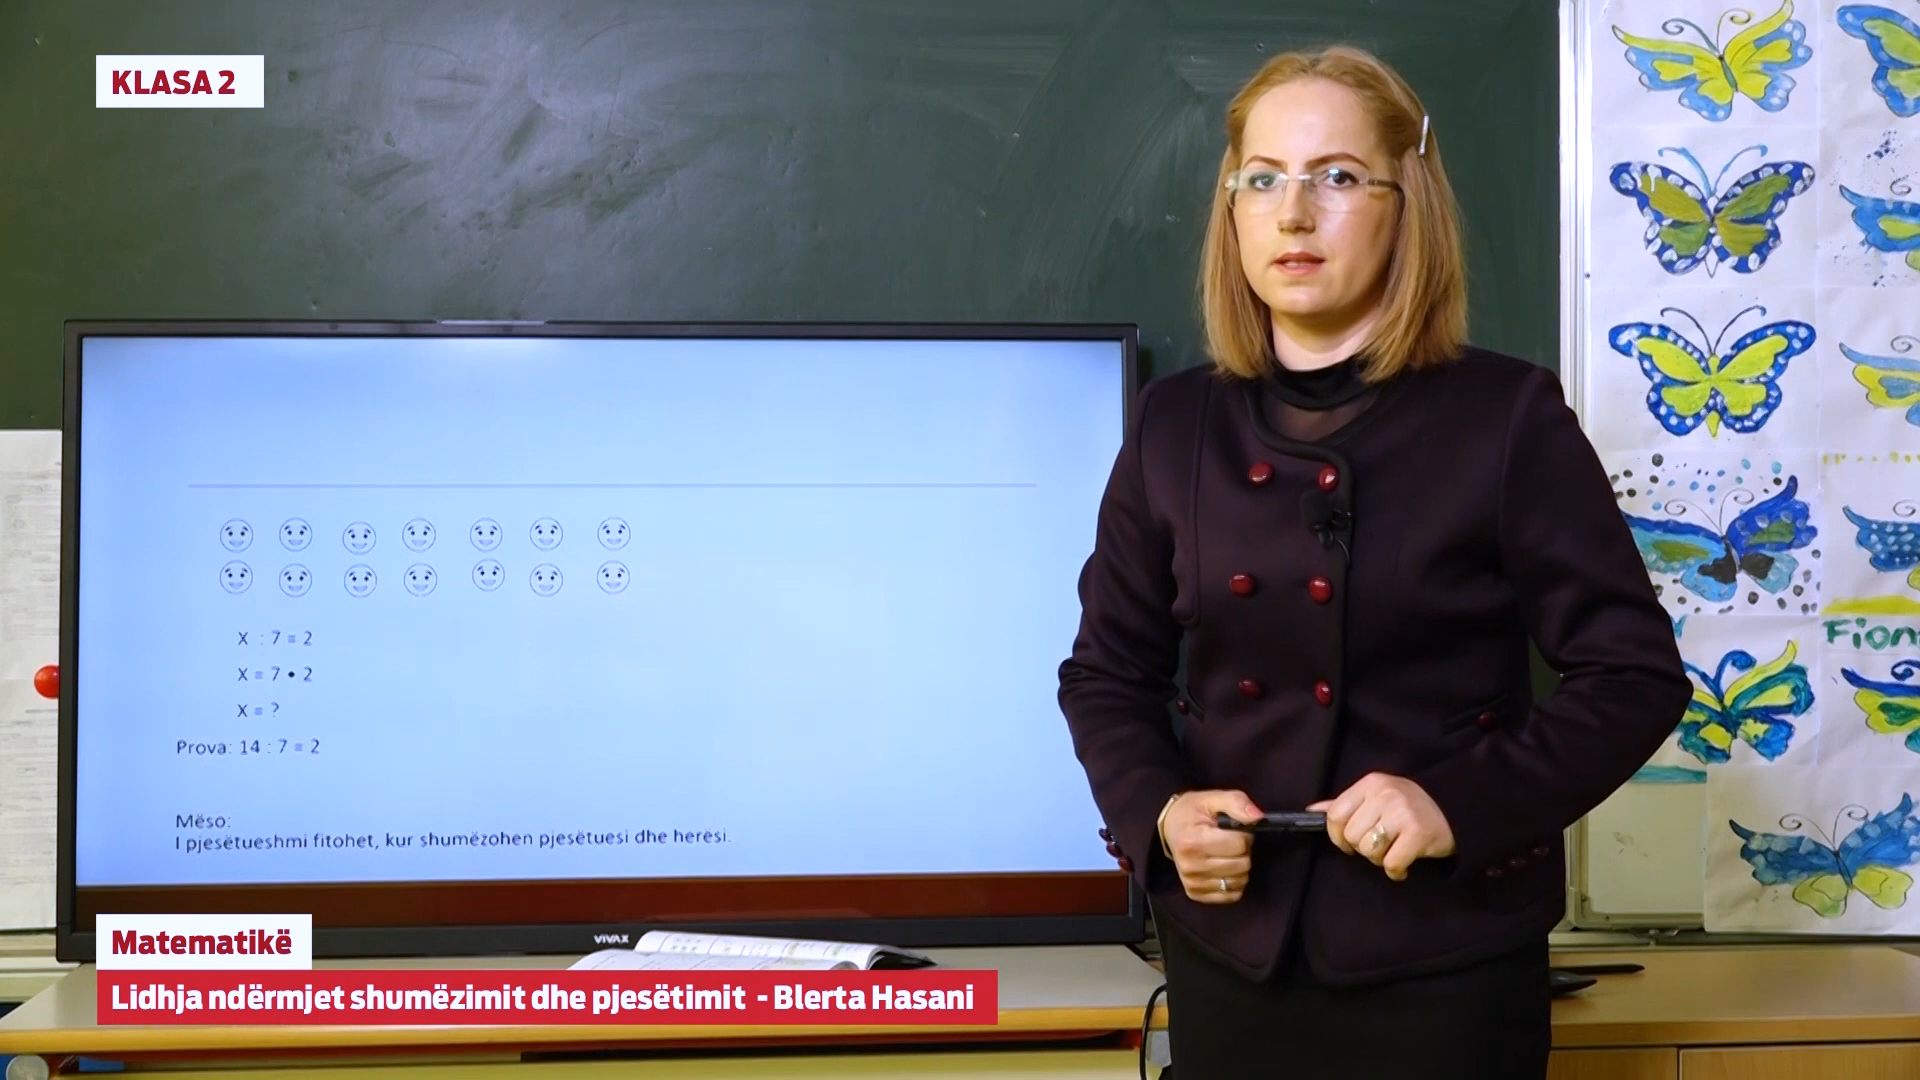 KLASA 2
X : 7 = 2
X = 7 • 2
X = ?
Prova: 14 : 7 = 2
Mëso:
I pjesëtueshmi fitohet, kur shumëzohen pjesëtuesi dhe herësi.
VIVAX
Fion
Matematikë
Lidhja ndërmjet shumëzimit dhe pjesëtimit - Blerta Hasani